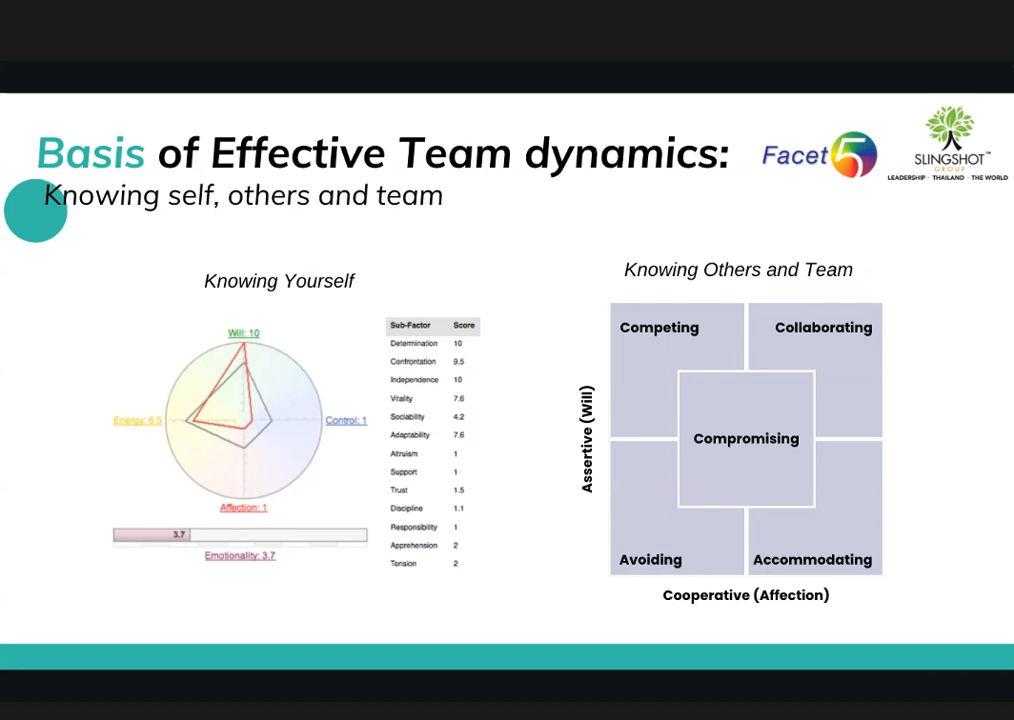 Basis of Effective Team dynamics:
Knowing self, others and team
Facet5
SLINGSHOT™
GROUP
LEADERSHIP · THAILAND · THE WORLD
Knowing Yourself
Will: 10
Energy: 6.5
Control: 1
Affection: 1
3.7
Emotionality: 3.7
Sub-Factor Score
Determination 10
Confrontation 9.5
Independence 10
Vitality 7.6
Sociability 4.2
Adaptability 7.6
Altruism 1
Support 1
Trust 1.5
Discipline 1.1
Responsibility 1
Apprehension 2
Tension 2
Knowing Others and Team
Competing
Collaborating
Compromising
Avoiding
Accommodating
Assertive (Will)
Cooperative (Affection)